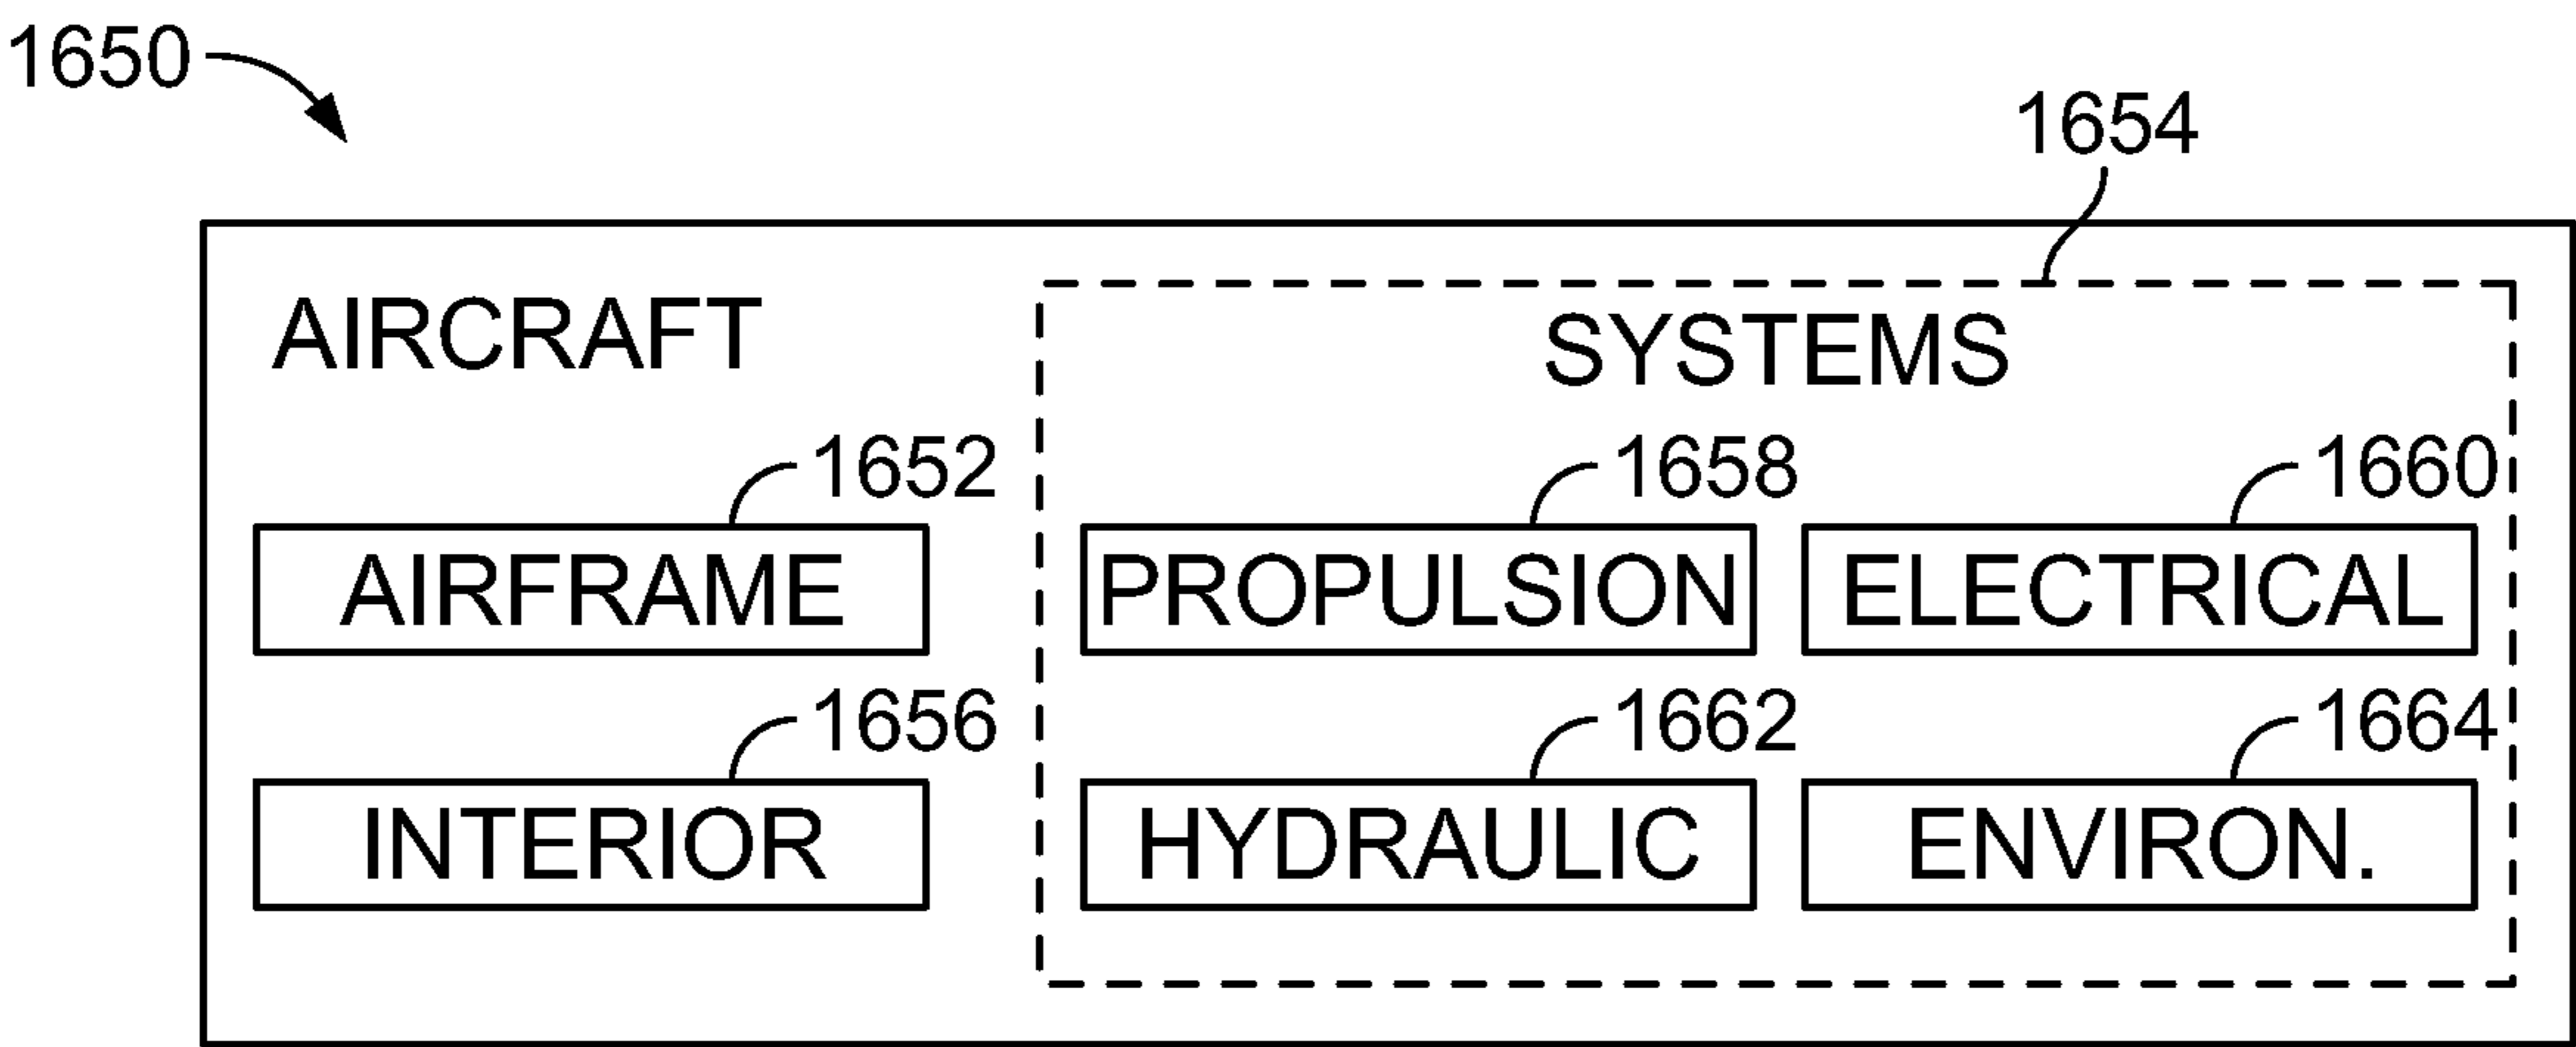 1650
1654
AIRCRAFT
SYSTEMS
1652
1658
1660
AIRFRAME
PROPULSION
ELECTRICAL
1656
1662
1664
INTERIOR
HYDRAULIC
ENVIRON.